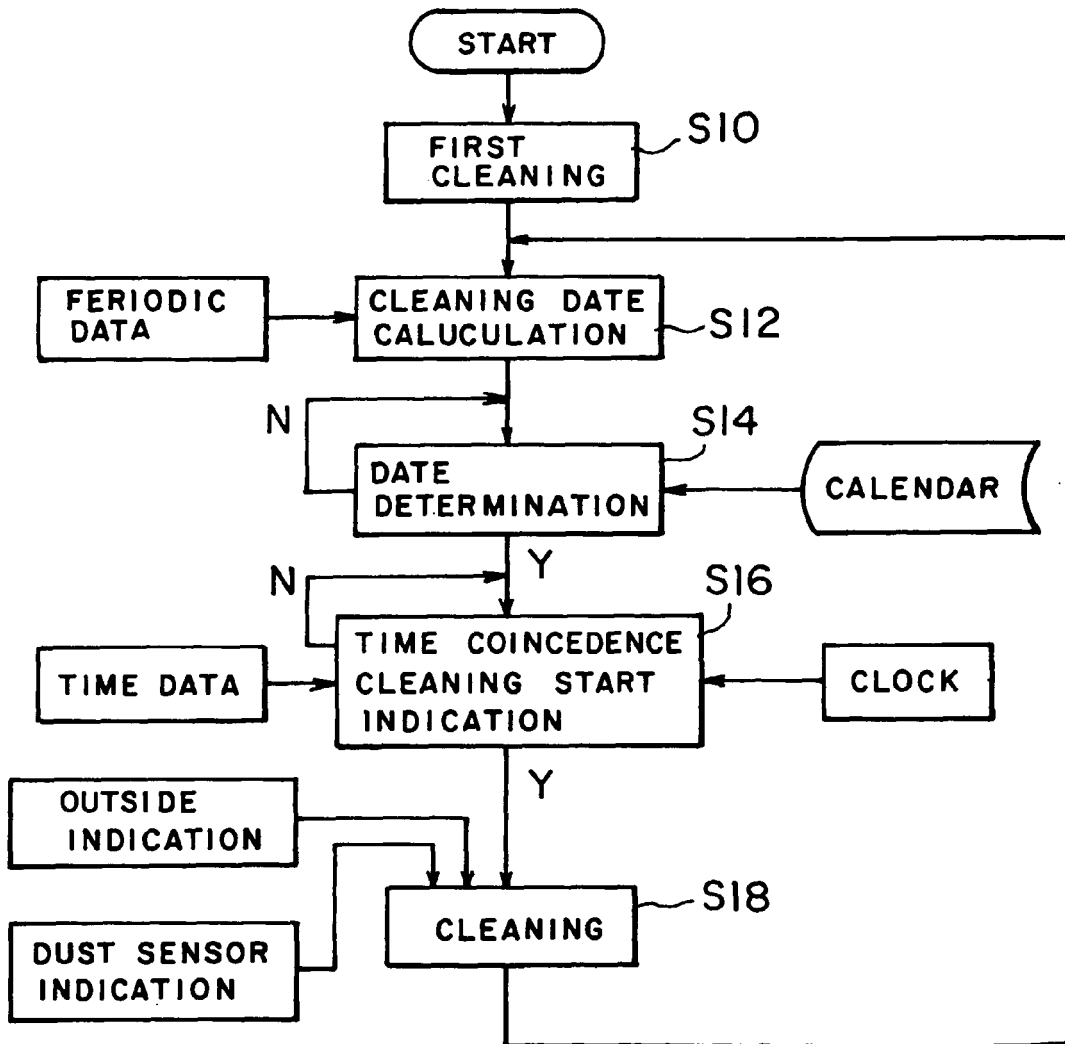 START
FIRST
CLEANING
S10
FERIODIC
DATA
CLEANING DATE
CALUCULATION
S12
N
S14
DATE
DETERMINATION
CALENDAR
Y
N
S16
TIME COINCEDENCE
CLEANING START
INDICATION
TIME DATA
CLOCK
Y
OUTSIDE
INDICATION
CLEANING
S18
DUST SENSOR
INDICATION